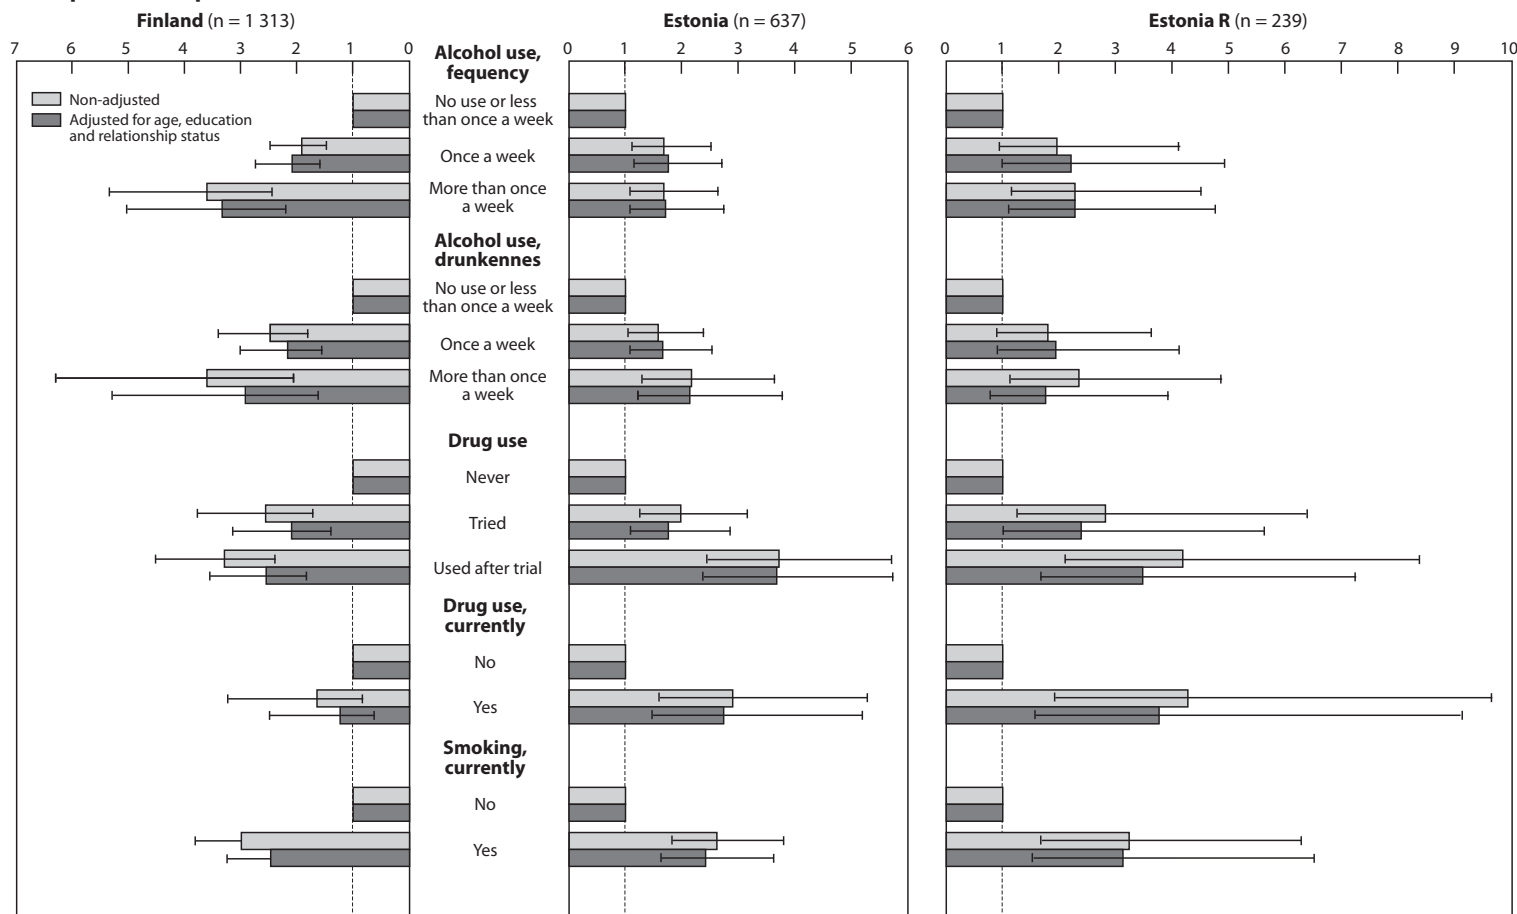 Finland (n = 1 313)
Estonia (n = 637)
Estonia R (n = 239)
7 6 5 4 3 2 1 0
0 1 2 3 4 5 6
0 1 2 3 4 5 6 7 8 9 10
Non-adjusted
Adjusted for age, education
and relationship status
Alcohol use,
fequency
No use or less
than once a week
Once a week
More than once
a week
Alcohol use,
drunkennes
No use or less
than once a week
Once a week
More than once
a week
Drug use
Never
Tried
Used after trial
Drug use,
currently
No
Yes
Smoking,
currently
No
Yes